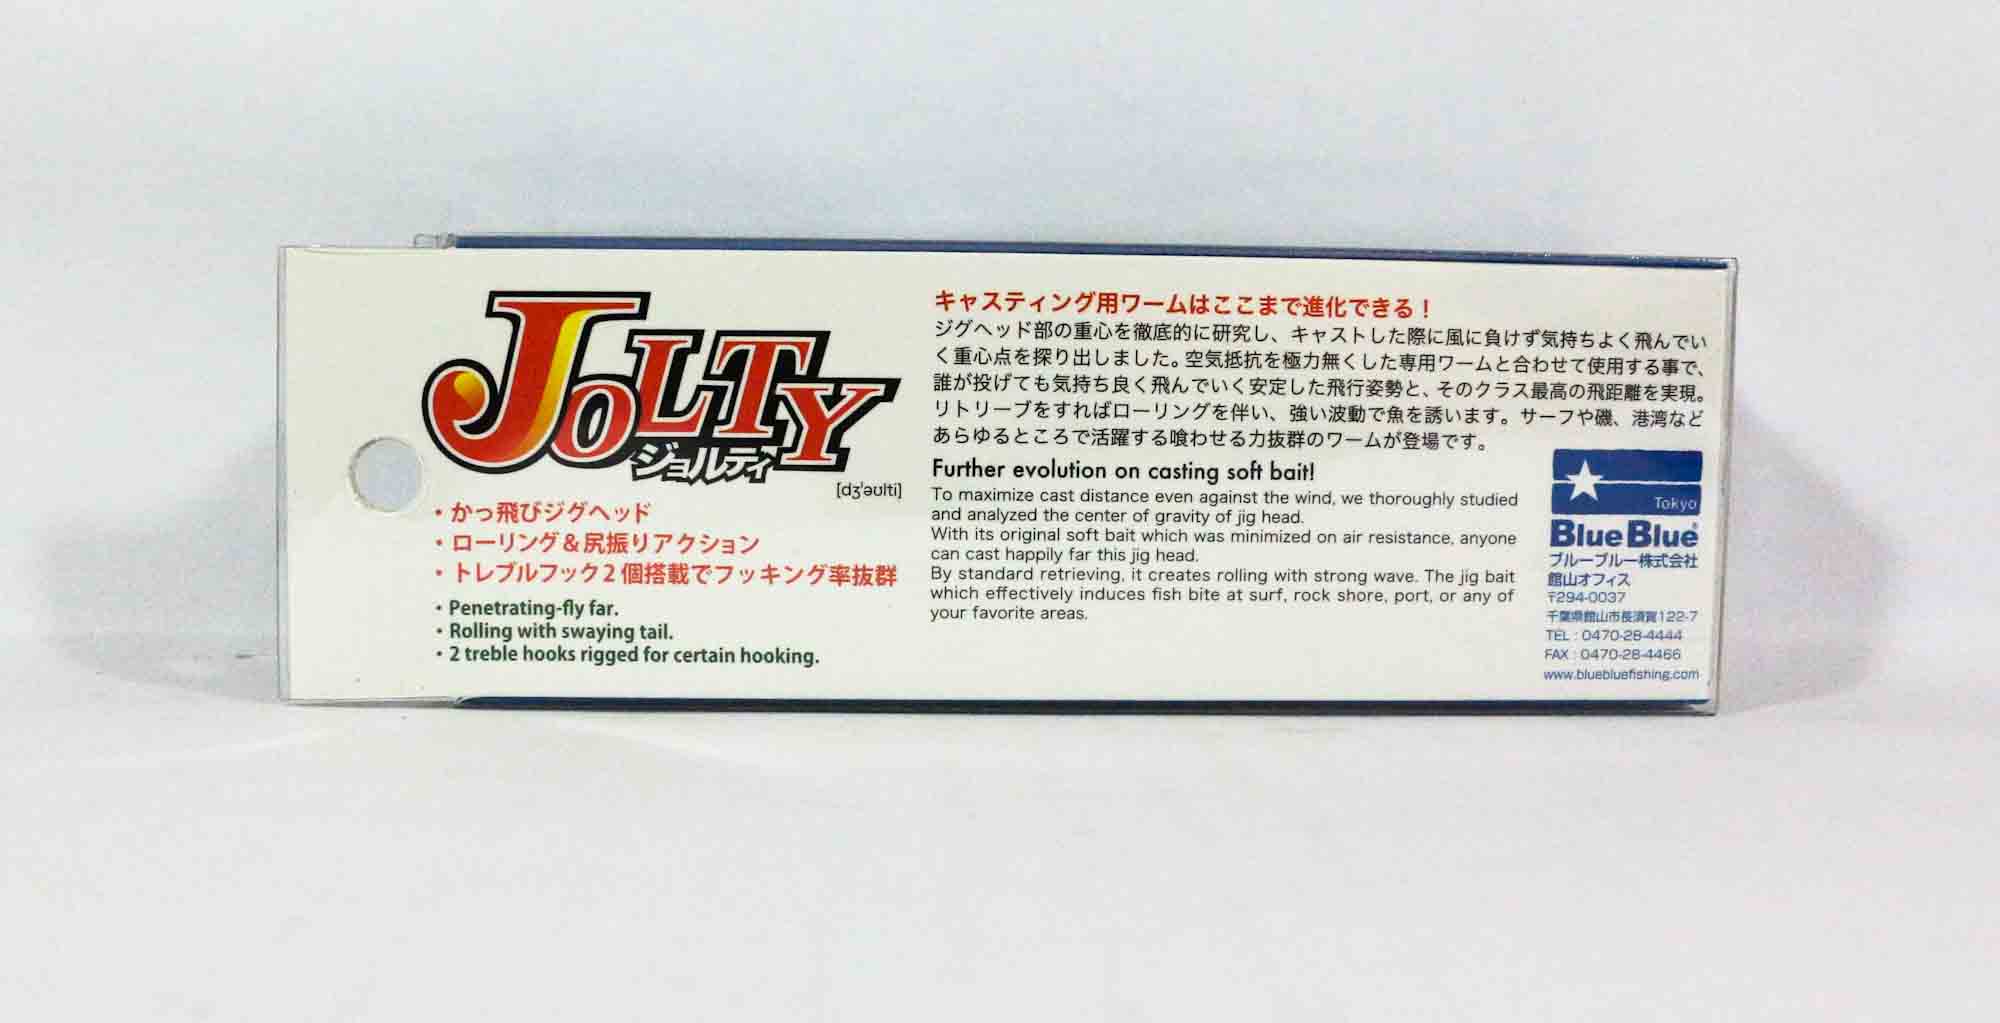 JOLTY
ジョルティ
[dʒˈəʊlti]
・かっ飛びジグヘッド
・ローリング＆尻振りアクション
・トレブルフック2個搭載でフッキング率抜群
・Penetrating-fly far.
・Rolling with swaying tail.
・2 treble hooks rigged for certain hooking.
キャスティング用ワームはここまで進化できる！
ジグヘッド部の重心を徹底的に研究し、キャストした際に風に負けず気持ちよく飛んでい
く重心点を探り出しました。空気抵抗を極力無くした専用ワームと合わせて使用する事で、
誰が投げても気持ち良く飛んでいく安定した飛行姿勢と、そのクラス最高の飛距離を実現。
リトリーブをすればローリングを伴い、強い波動で魚を誘います。サーフや磯、港湾など
あらゆるところで活躍する喰わせる力抜群のワームが登場です。
Further evolution on casting soft bait!
To maximize cast distance even against the wind, we thoroughly studied
and analyzed the center of gravity of jig head.
With its original soft bait which was minimized on air resistance, anyone
can cast happily far this jig head.
By standard retrieving, it creates rolling with strong wave. The jig bait
which effectively induces fish bite at surf, rock shore, port, or any of
your favorite areas.
Tokyo
BlueBlue®
ブルーブルー株式会社
館山オフィス
〒294-0037
千葉県館山市長須賀122-7
TEL : 0470-28-4444
FAX : 0470-28-4466
www.bluebluefishing.com